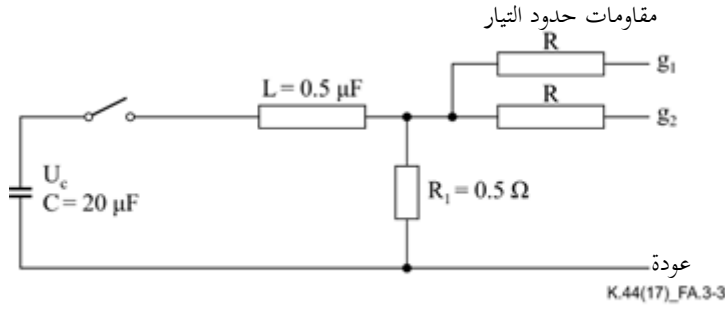 مقاومات حدود التيار
R
g₁
L = 0.5 μF
R
g₂
U꜀
C = 20 μF
R₁ = 0.5 Ω
عودة
K.44(17)_FA.3-3